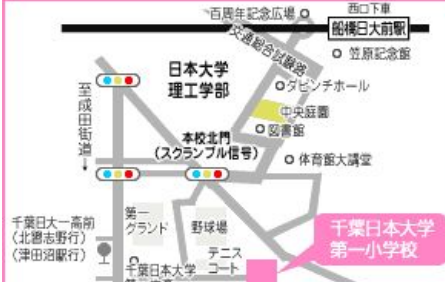 百周年記念広場
西口下車
船橋日大前駅
交通総合試験路
笠原記念館
日本大学
理工学部
ダビンチホール
中央庭園
図書館
至成田街道→
本校北門
(スクランブル信号)
体育館大講堂
千葉日大一高前
(北習志野行)
(津田沼駅行)
第一
グランド
野球場
テニス
コート
千葉日本大学
第一小学校
千葉日本大学